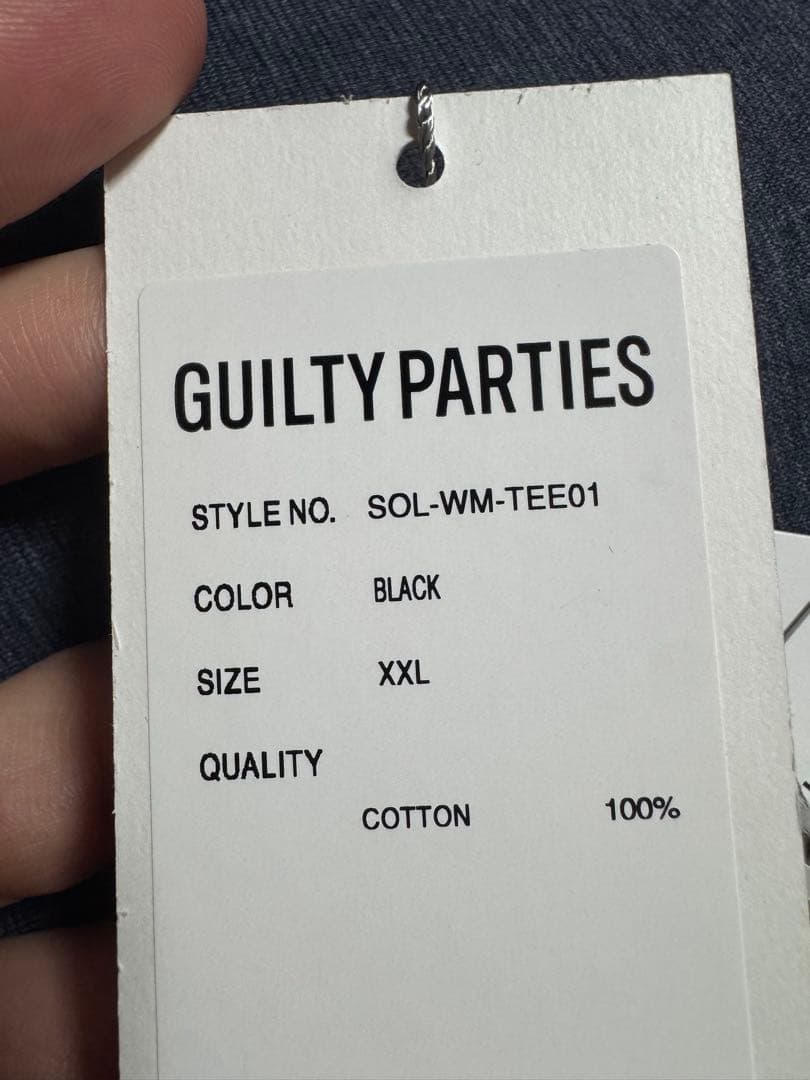 GUILTY PARTIES
STYLE NO. SOL-WM-TEE01
COLOR BLACK
SIZE XXL
QUALITY
COTTON 100%